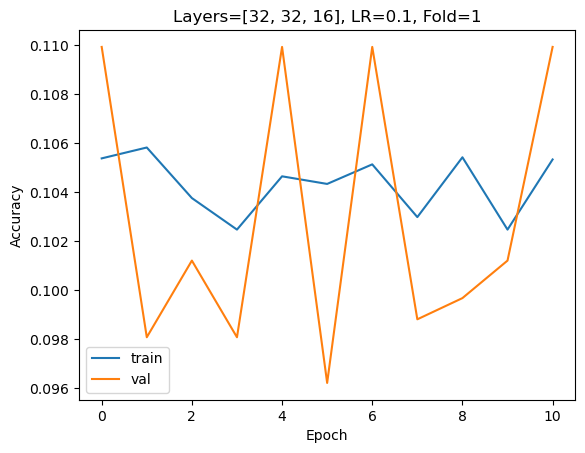 Layers=[32, 32, 16], LR=0.1, Fold=1
0.110
0.108
0.106
0.104
0.102
0.100
0.098
0.096
Accuracy
train
val
0 2 4 6 8 10
Epoch